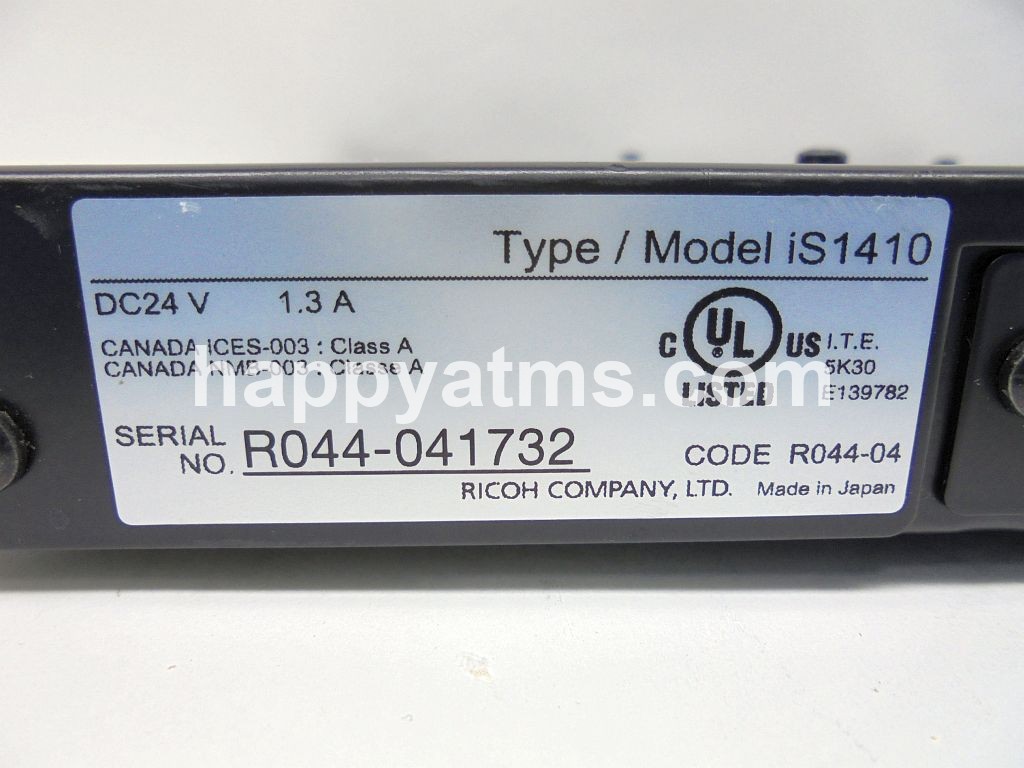 Type / Model iS1410
DC24 V 1.3 A
CANADA ICES-003 : Class A
CANADA NMB-003 : Classe A
C UL ® US LISTED
I.T.E.
5K30
E139782
happyatms.com
SERIAL NO. R044-041732
CODE R044-04
RICOH COMPANY, LTD. Made in Japan